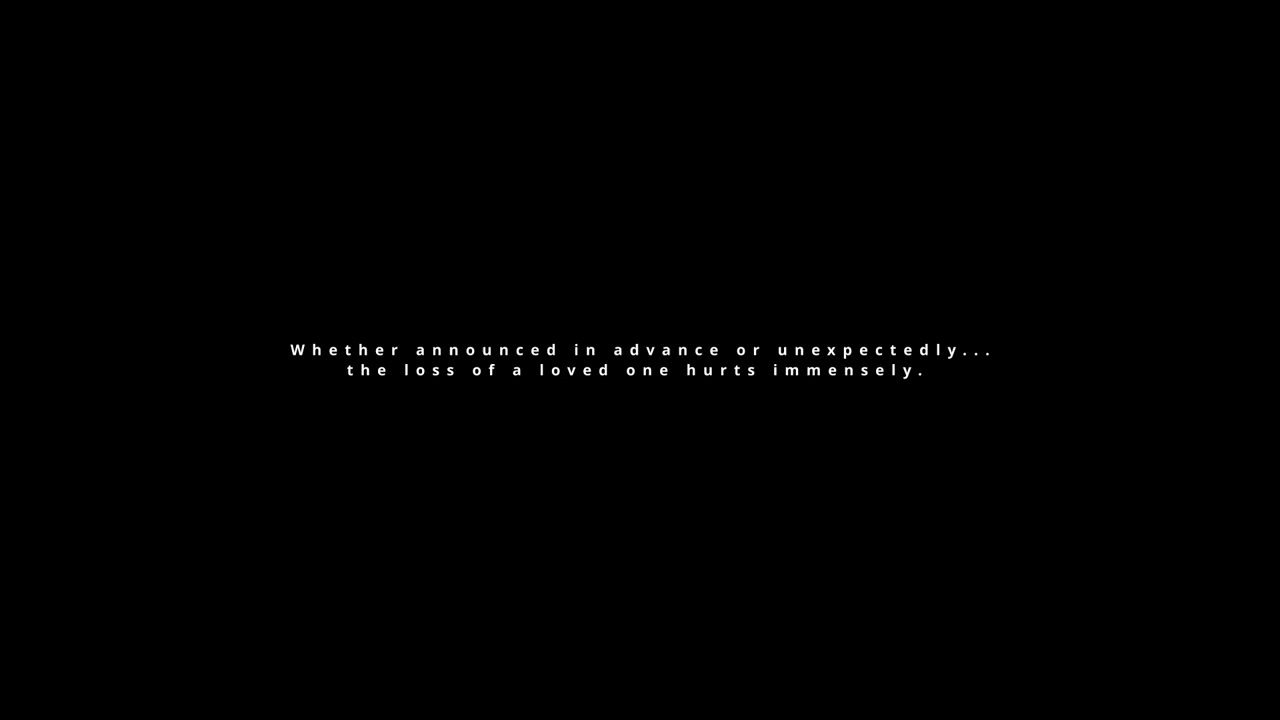 Whether announced in advance or unexpectedly...
the loss of a loved one hurts immensely.